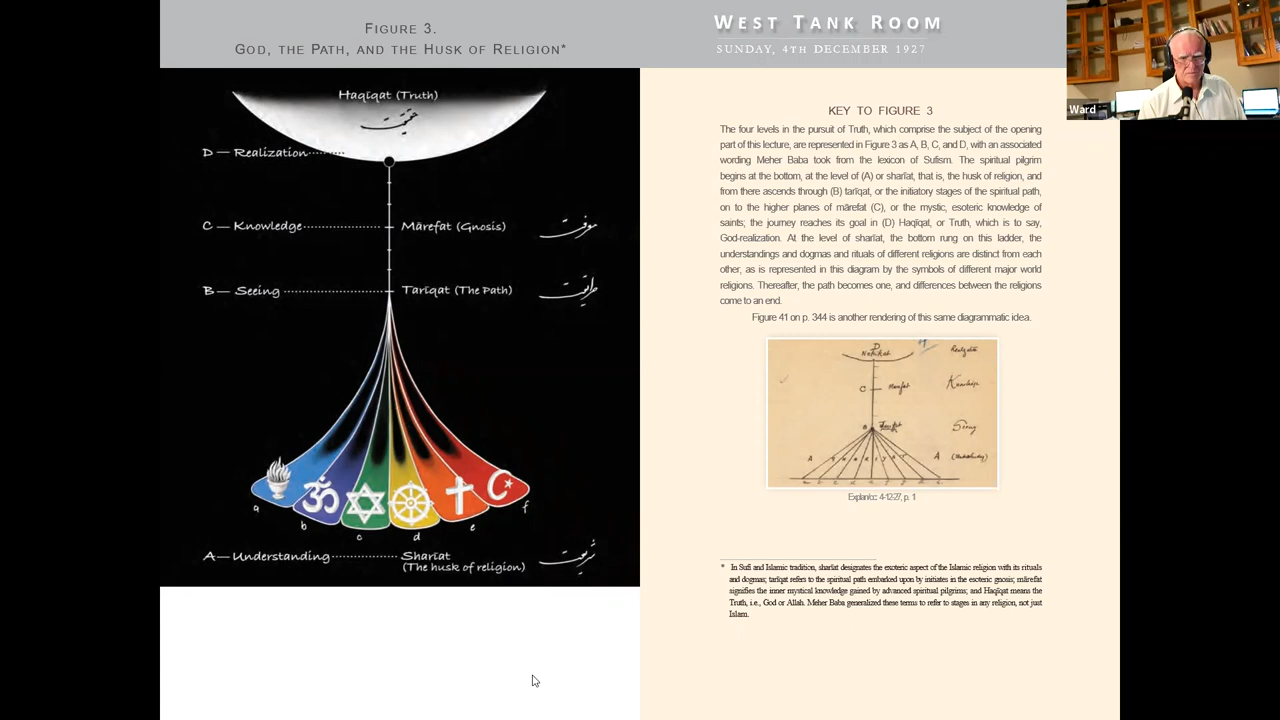 FIGURE 3.
GOD, THE PATH, AND THE HUSK OF RELIGION*
Haqīqat (Truth)
حقیقت
D — Realization
C — Knowledge
Mārefat (Gnosis)
معرفت
B — Seeing
Tarīqat (The Path)
طریقت
a
b
c
d
e
f
A — Understanding
Sharīat
(The husk of religion)
شریعت
WEST TANK ROOM
SUNDAY, 4TH DECEMBER 1927
KEY TO FIGURE 3
The four levels in the pursuit of Truth, which comprise the subject of the opening
part of this lecture, are represented in Figure 3 as A, B, C, and D, with an associated
wording Meher Baba took from the lexicon of Sufism. The spiritual pilgrim
begins at the bottom, at the level of (A) or sharīat, that is, the husk of religion, and
from there ascends through (B) tarīqat, or the initiatory stages of the spiritual path,
on to the higher planes of mārefat (C), or the mystic, esoteric knowledge of
saints; the journey reaches its goal in (D) Haqīqat, or Truth, which is to say,
God-realization. At the level of sharīat, the bottom rung on this ladder, the
understandings and dogmas and rituals of different religions are distinct from each
other, as is represented in this diagram by the symbols of different major world
religions. Thereafter, the path becomes one, and differences between the religions
come to an end.
Figure 41 on p. 344 is another rendering of this same diagrammatic idea.
D
C
Knowledge
B
Seeing
A
A
Explan/cc: 4-12-27, p. 1
* In Sufi and Islamic tradition, sharīat designates the exoteric aspect of the Islamic religion with its rituals
and dogmas; tarīqat refers to the spiritual path embarked upon by initiates in the esoteric gnosis; mārefat
signifies the inner mystical knowledge gained by advanced spiritual pilgrims; and Haqīqat means the
Truth, i.e., God or Allah. Meher Baba generalized these terms to refer to stages in any religion, not just
Islam.
Ward